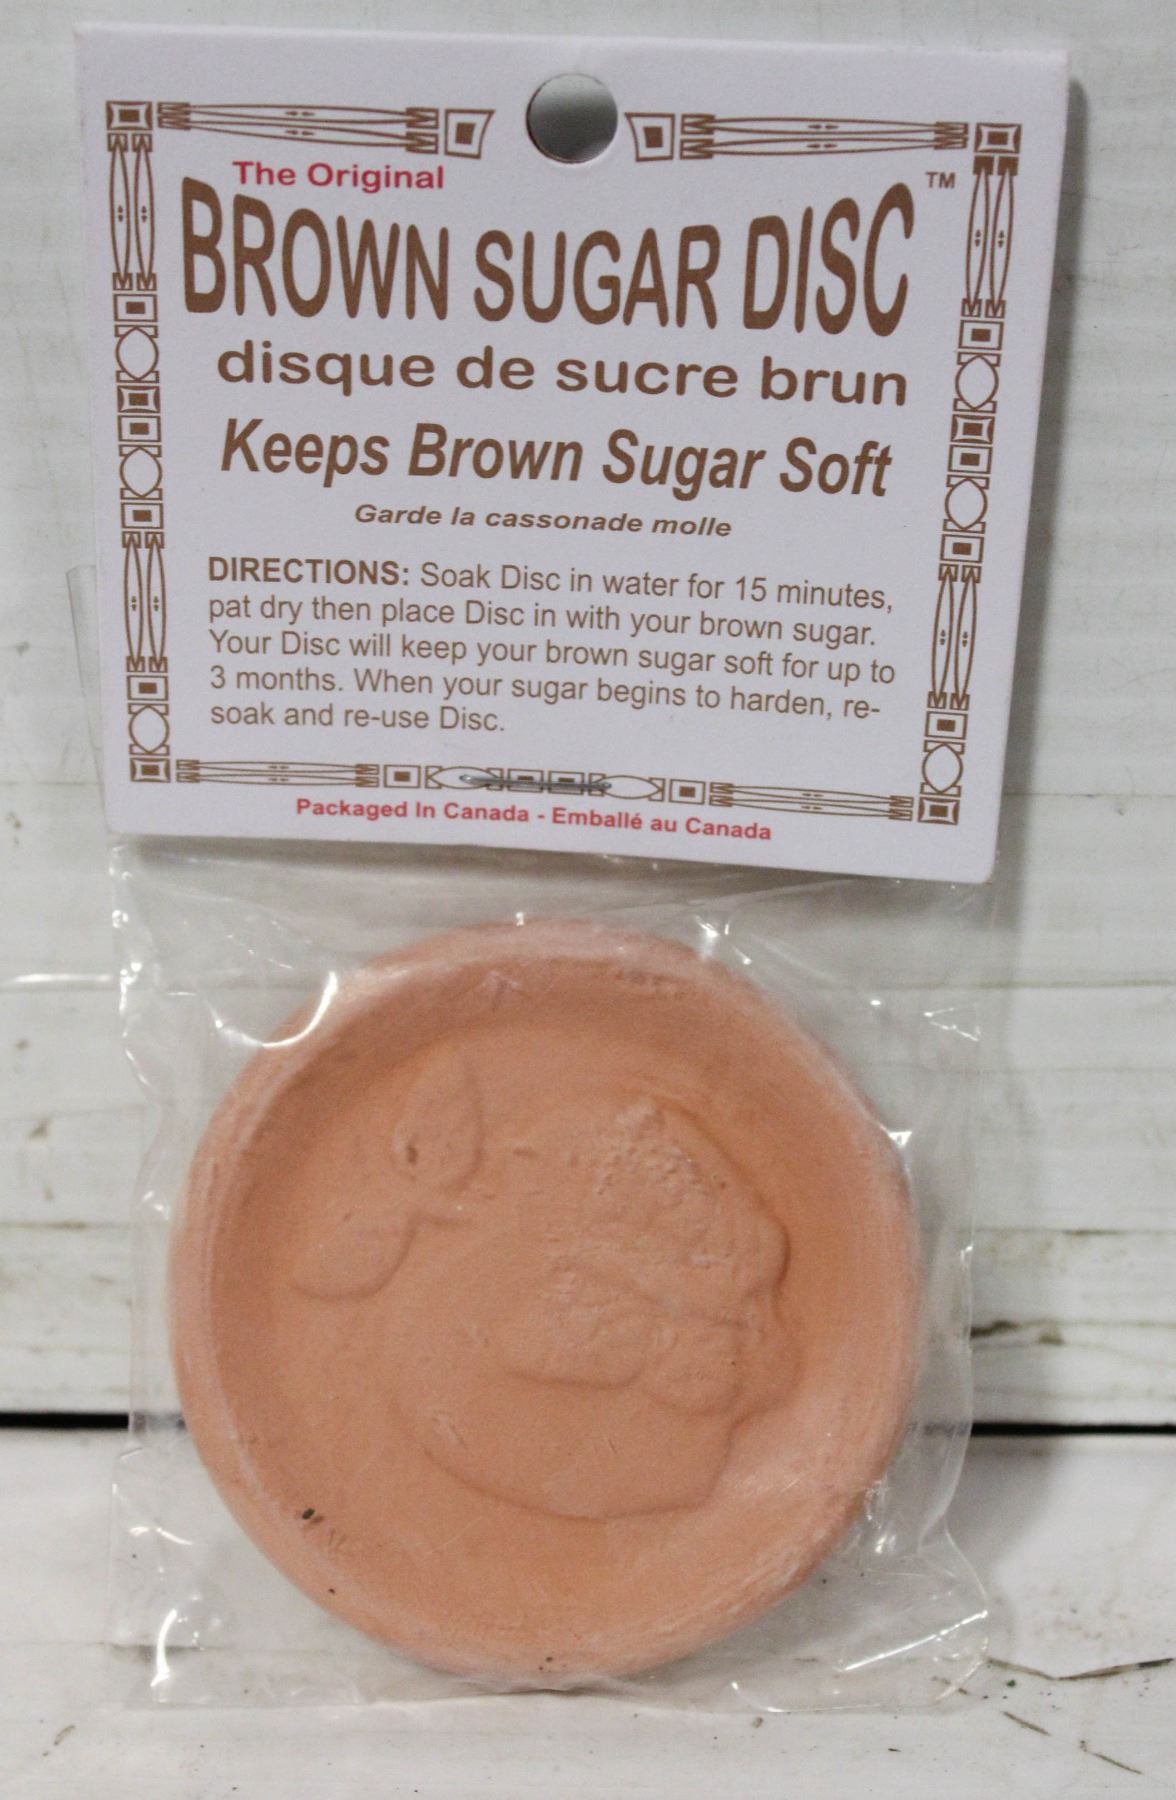 The Original
BROWN SUGAR DISC™
disque de sucre brun
Keeps Brown Sugar Soft
Garde la cassonade molle
DIRECTIONS: Soak Disc in water for 15 minutes,
pat dry then place Disc in with your brown sugar.
Your Disc will keep your brown sugar soft for up to
3 months. When your sugar begins to harden, re-
soak and re-use Disc.
Packaged In Canada - Emballé au Canada